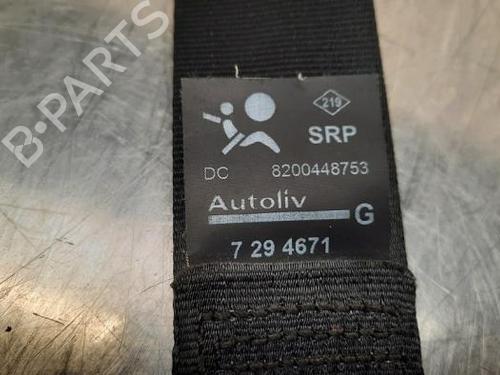 B-PARTS
219
SRP
DC 8200448753
Autoliv
G
7 29 4671